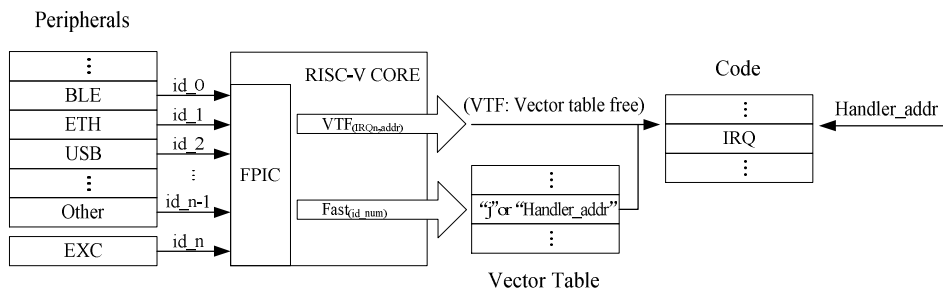 Peripherals
⋮
BLE
ETH
USB
⋮
Other
EXC
id_0
id_1
id_2
⋮
id_n-1
id_n
RISC-V CORE
FPIC
VTF(IRQn,addr)
Fast(id_num)
(VTF: Vector table free)
⋮
“j”or “Handler_addr”
⋮
Vector Table
Code
⋮
IRQ
⋮
Handler_addr